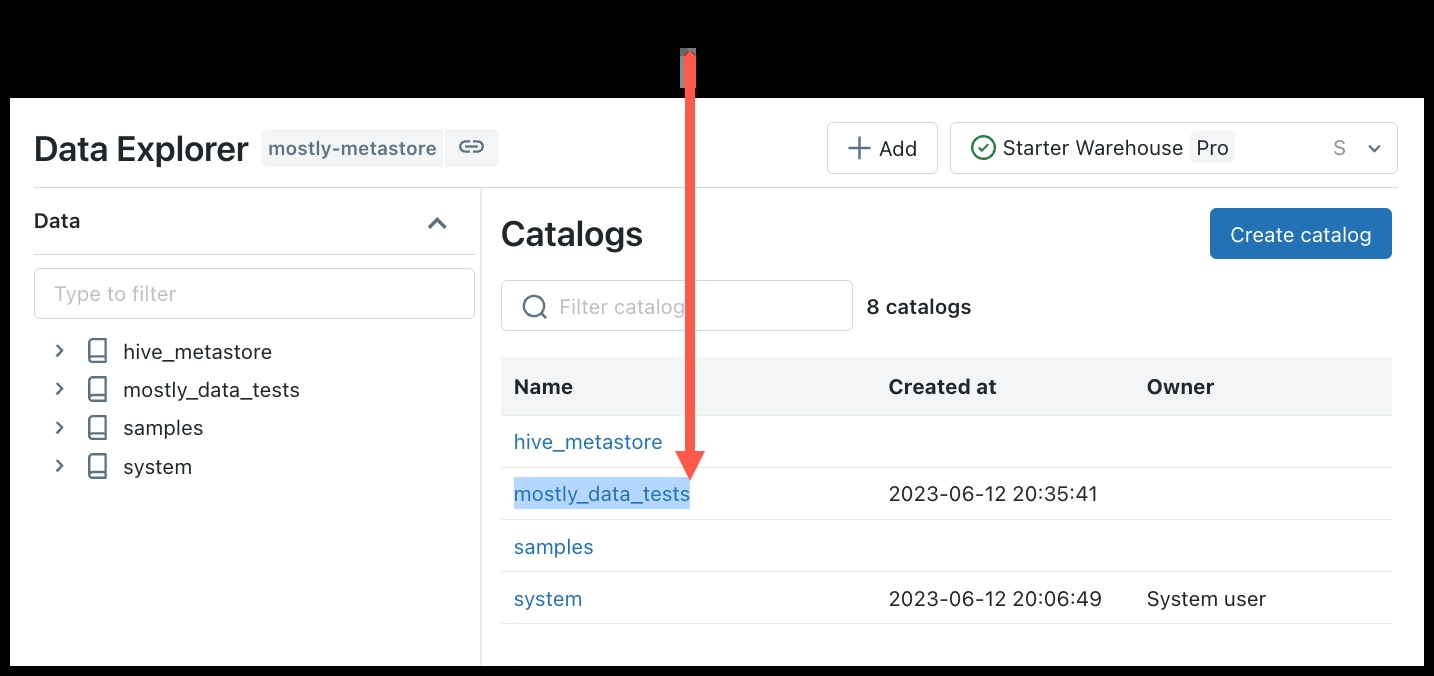 Data Explorer mostly-metastore
Add
Starter Warehouse Pro S
Data
Type to filter
hive_metastore
mostly_data_tests
samples
system
Catalogs
Create catalog
Filter catalog
8 catalogs
Name Created at Owner
hive_metastore
mostly_data_tests 2023-06-12 20:35:41
samples
system 2023-06-12 20:06:49 System user